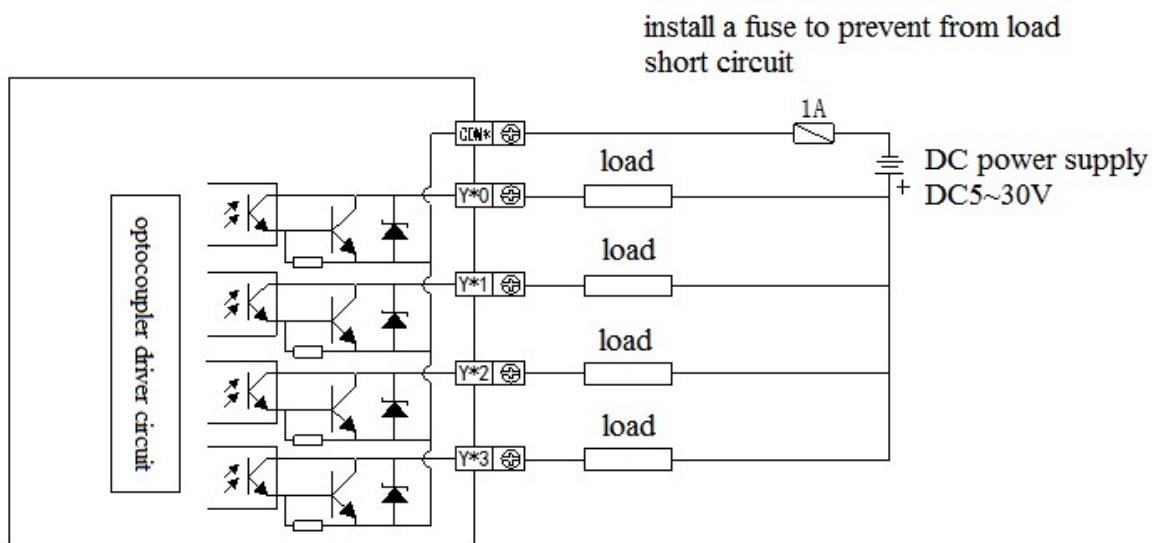 install a fuse to prevent from load
short circuit
1A
COM*
load
DC power supply
Y*0
+
DC5~30V
load
optocoupler driver circuit
Y*1
load
Y*2
load
Y*3